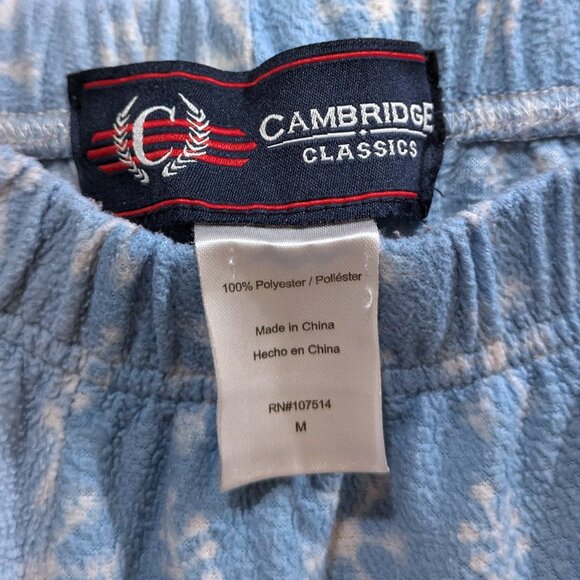 C
CAMBRIDGE
CLASSICS
100% Polyester / Poliéster
Made in China
Hecho en China
RN#107514
M